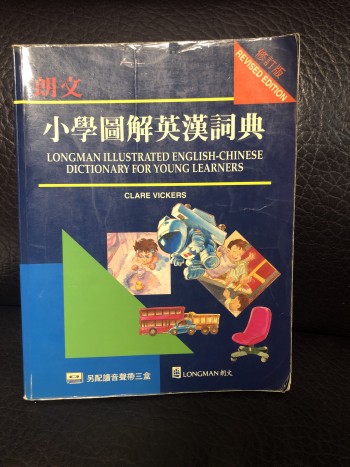 朗文
修訂版
REVISED EDITION
小學圖解英漢詞典
LONGMAN ILLUSTRATED ENGLISH-CHINESE
DICTIONARY FOR YOUNG LEARNERS
CLARE VICKERS
另配讀音聲帶三盒
LONGMAN 朗文